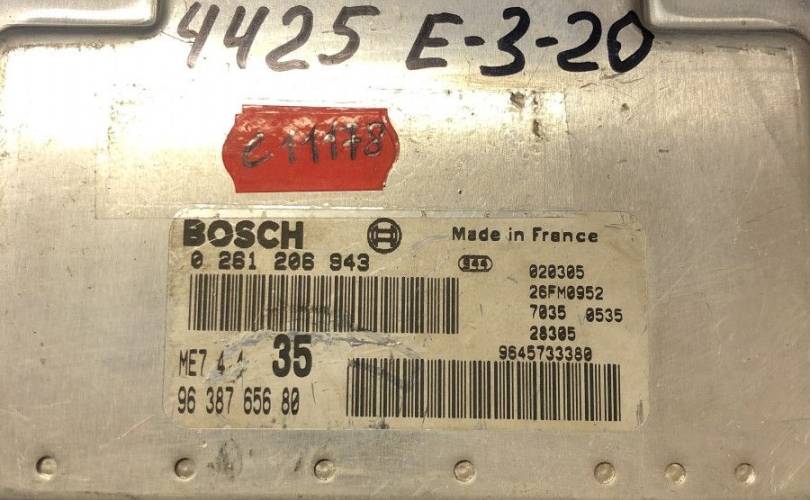 4425 E-3-20
c11178
BOSCH
Made in France
0 261 206 943
944
020305
26FM0952
7035 0535
28305
9645733380
ME7 4 4
35
96 387 656 80